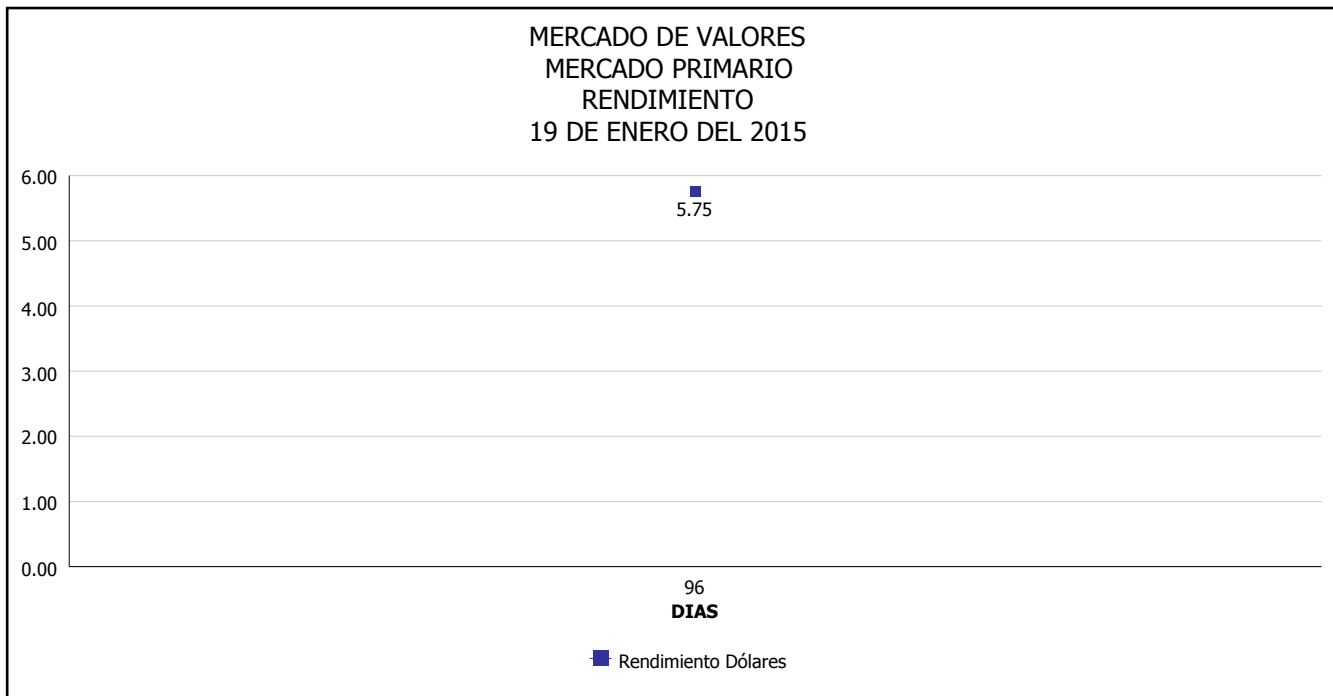 MERCADO DE VALORES
MERCADO PRIMARIO
RENDIMIENTO
19 DE ENERO DEL 2015
6.00
5.75
5.00
4.00
3.00
2.00
1.00
0.00
96
DIAS
Rendimiento Dólares